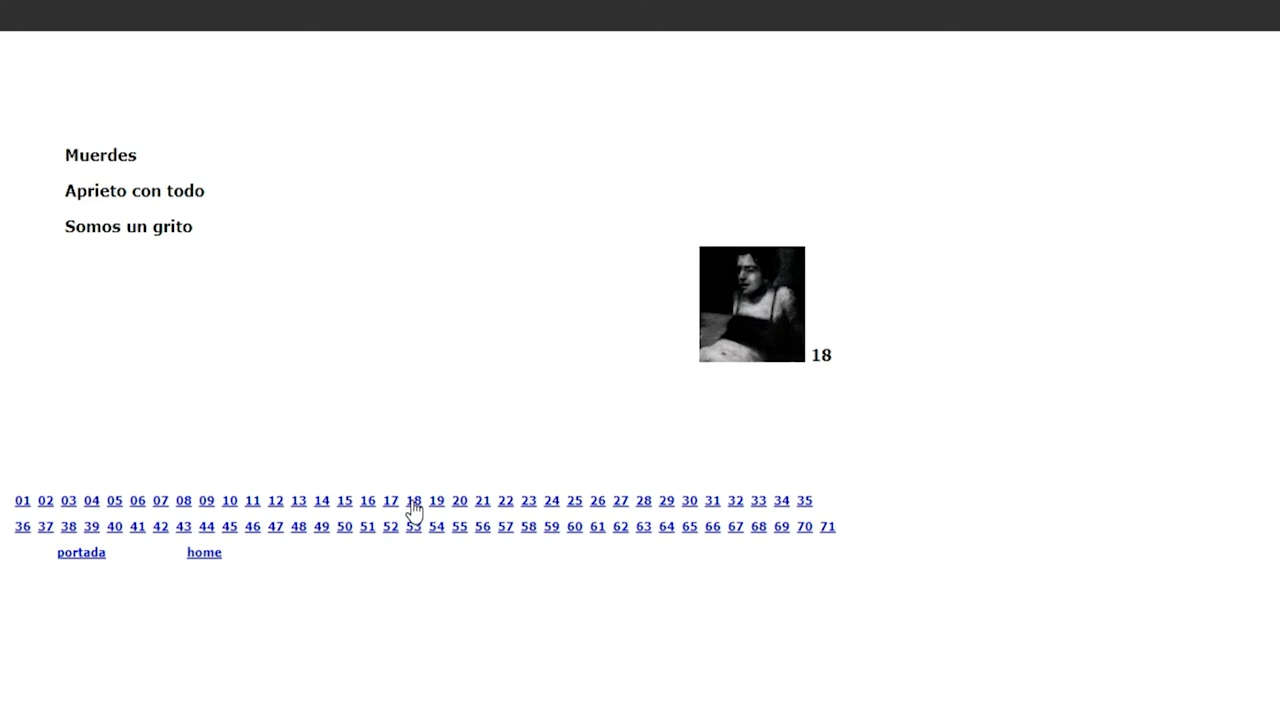 Muerdes
Aprieto con todo
Somos un grito
18
01 02 03 04 05 06 07 08 09 10 11 12 13 14 15 16 17 18 19 20 21 22 23 24 25 26 27 28 29 30 31 32 33 34 35
36 37 38 39 40 41 42 43 44 45 46 47 48 49 50 51 52 53 54 55 56 57 58 59 60 61 62 63 64 65 66 67 68 69 70 71
portada home